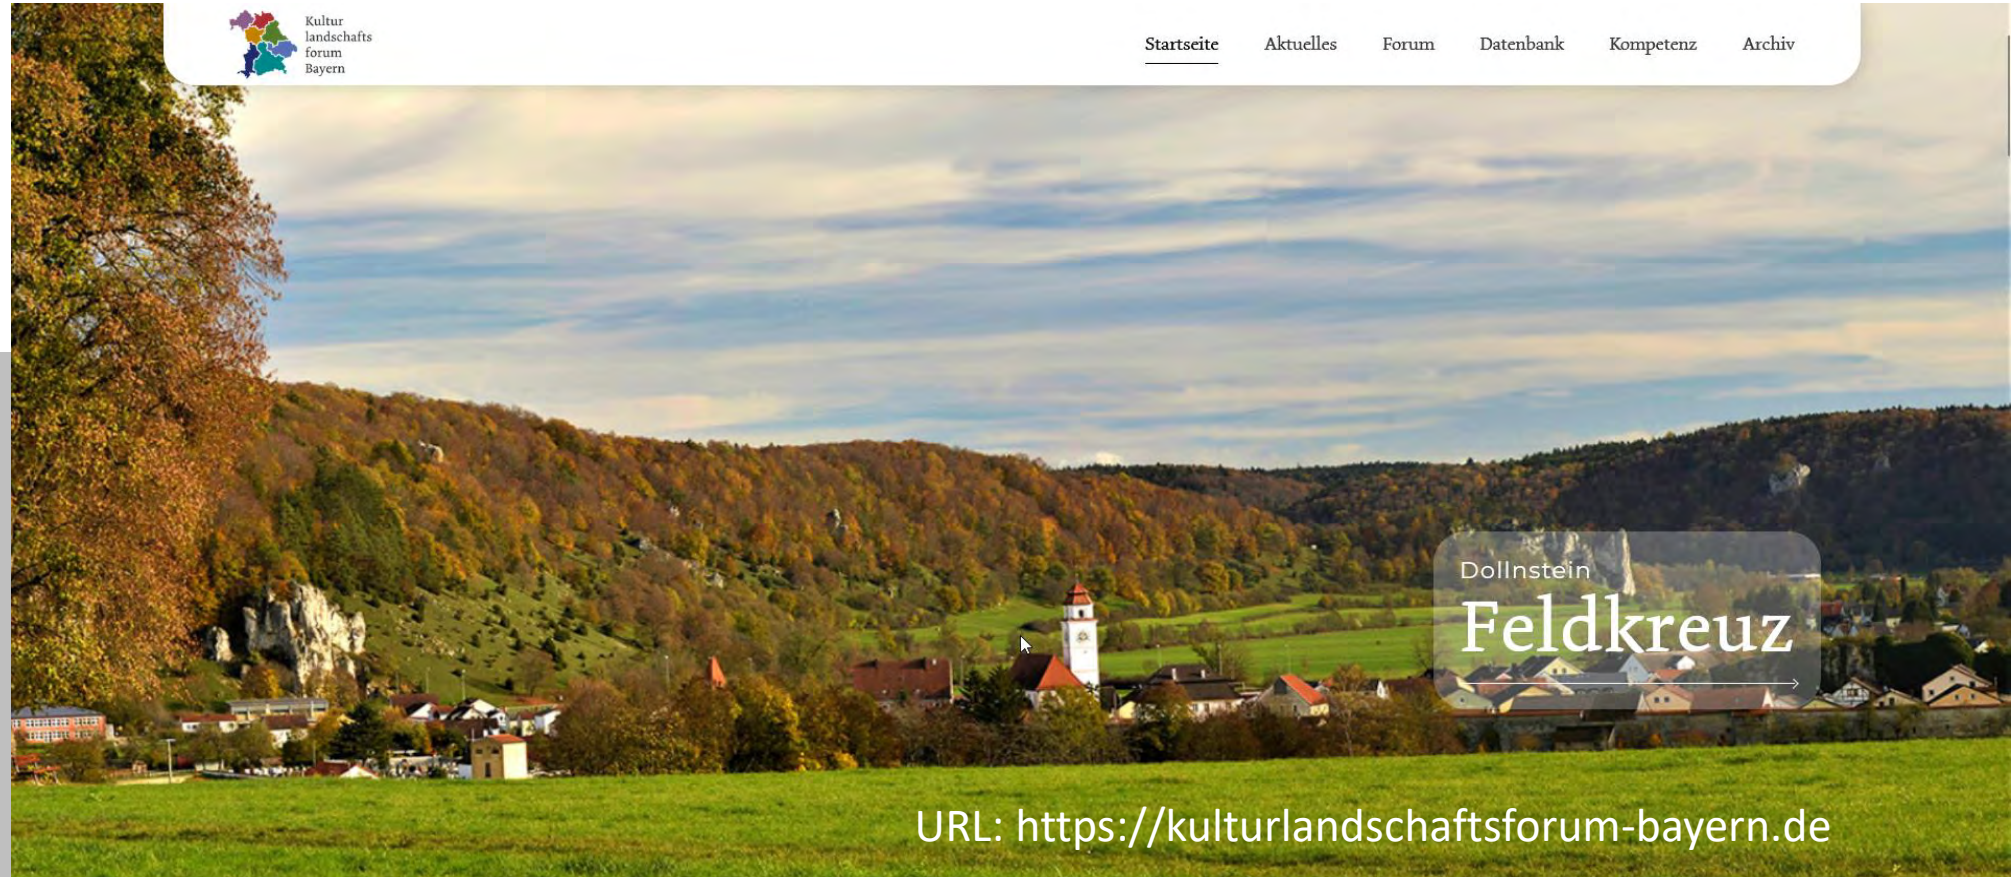 Kultur
landschafts
forum
Bayern
Startseite Aktuelles Forum Datenbank Kompetenz Archiv
Dollnstein
Feldkreuz
URL: https://kulturlandschaftsforum-bayern.de